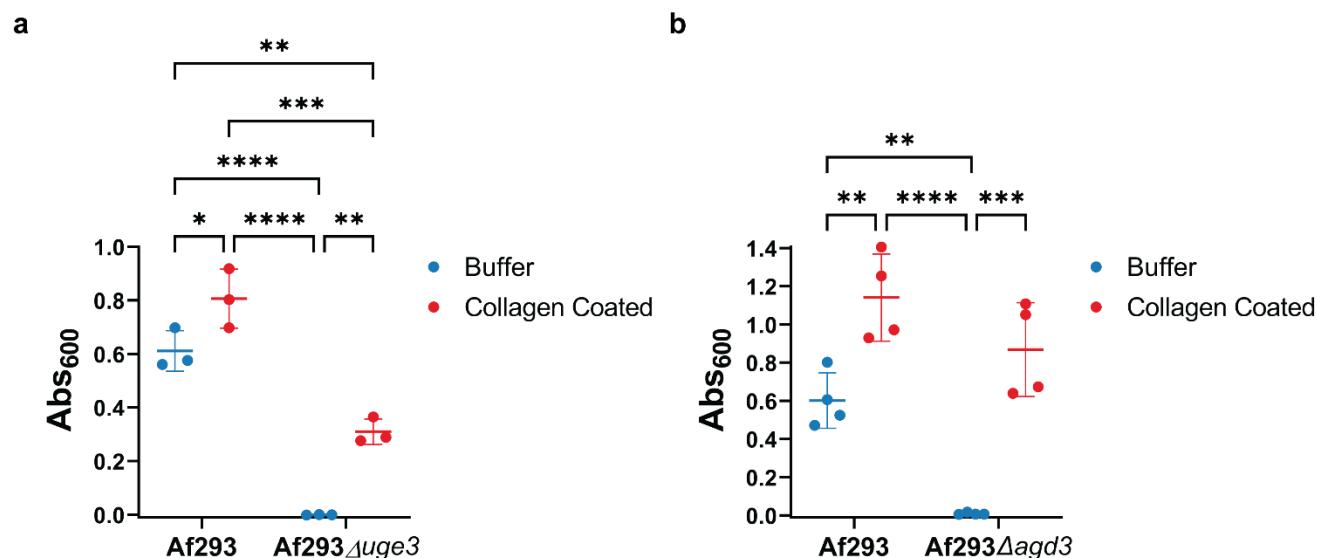 a
**
***
****
* **** **
1.0
0.8
0.6
0.4
0.2
0.0
Abs600
Af293 Af293Δuge3
Buffer
Collagen Coated
b
**
** **** ***
1.4
1.2
1.0
0.8
0.6
0.4
0.2
0.0
Abs600
Af293 Af293Δagd3
Buffer
Collagen Coated